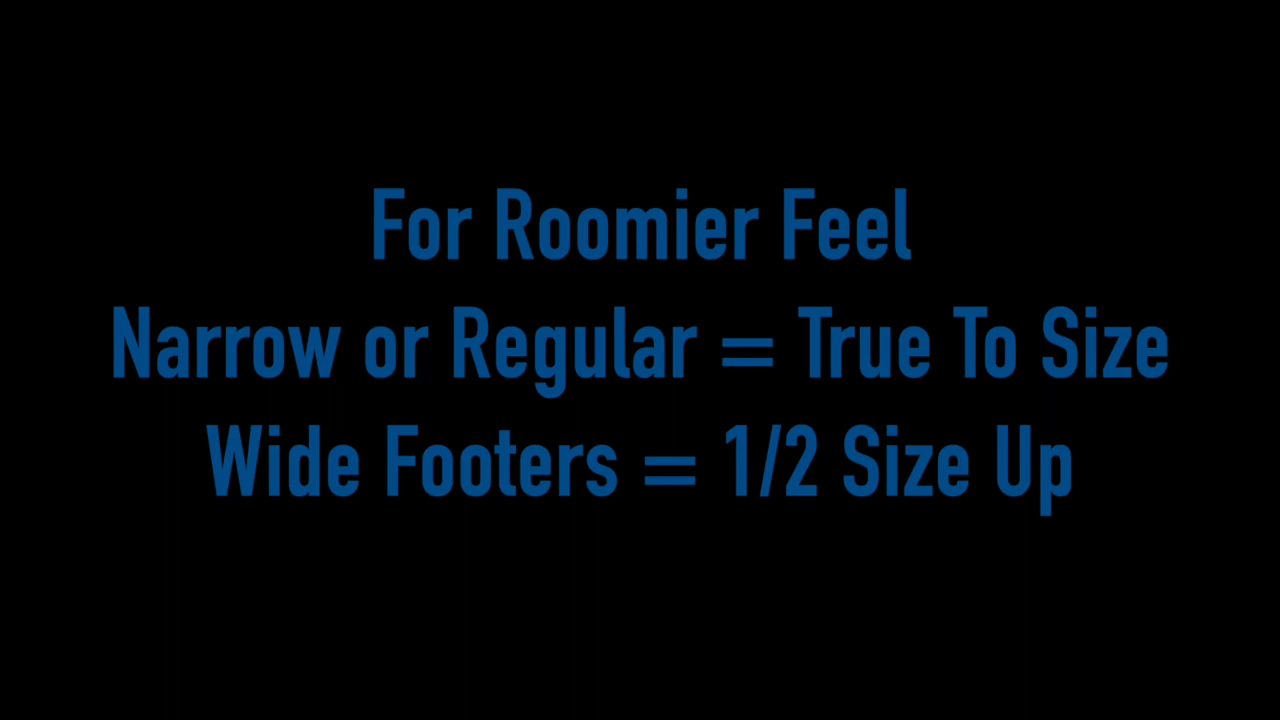 For Roomier Feel
Narrow or Regular = True To Size
Wide Footers = 1/2 Size Up